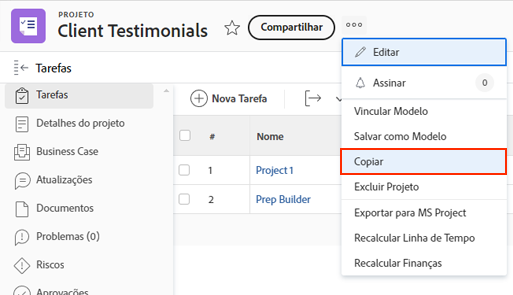 PROJETO
Client Testimonials
Compartilhar
Tarefas
Tarefas
Detalhes do projeto
Business Case
Atualizações
Documentos
Problemas (0)
Riscos
Aprovações
Nova Tarefa
# Nome
1 Project 1
2 Prep Builder
Editar
Assinar 0
Vincular Modelo
Salvar como Modelo
Copiar
Excluir Projeto
Exportar para MS Project
Recalcular Linha de Tempo
Recalcular Finanças